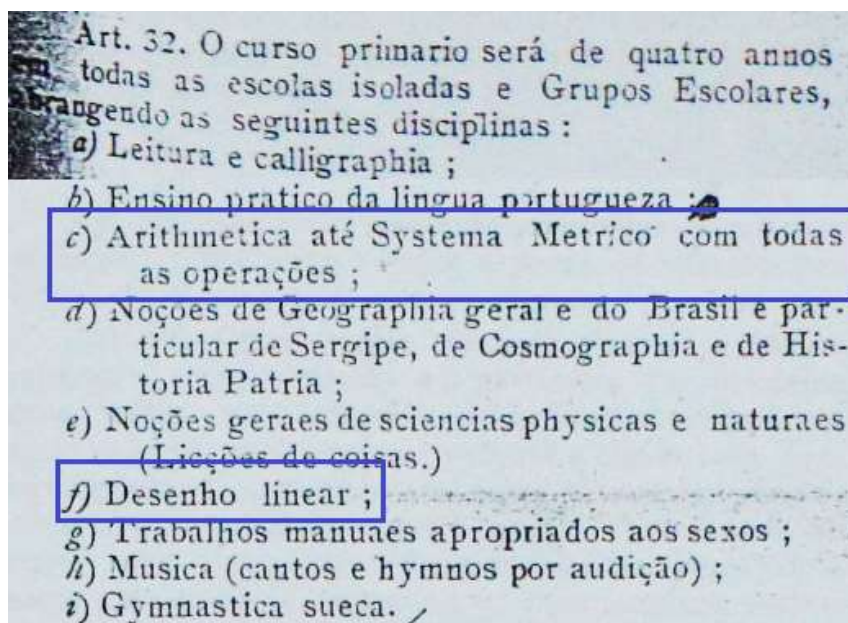 Art. 32. O curso primario será de quatro annos
em todas as escolas isoladas e Grupos Escolares,
abrangendo as seguintes disciplinas :
a) Leitura e calligraphia ;
b) Ensino pratico da lingua portugueza ;
c) Arithmetica até Systema Metrico com todas
as operações ;
d) Noções de Geographia geral e do Brasil e par-
ticular de Sergipe, de Cosmographia e de His-
toria Patria ;
e) Noções geraes de sciencias physicas e naturaes
(Licções de coisas.)
f) Desenho linear ;
g) Trabalhos manuaes apropriados aos sexos ;
h) Musica (cantos e hymnos por audição) ;
i) Gymnastica sueca.